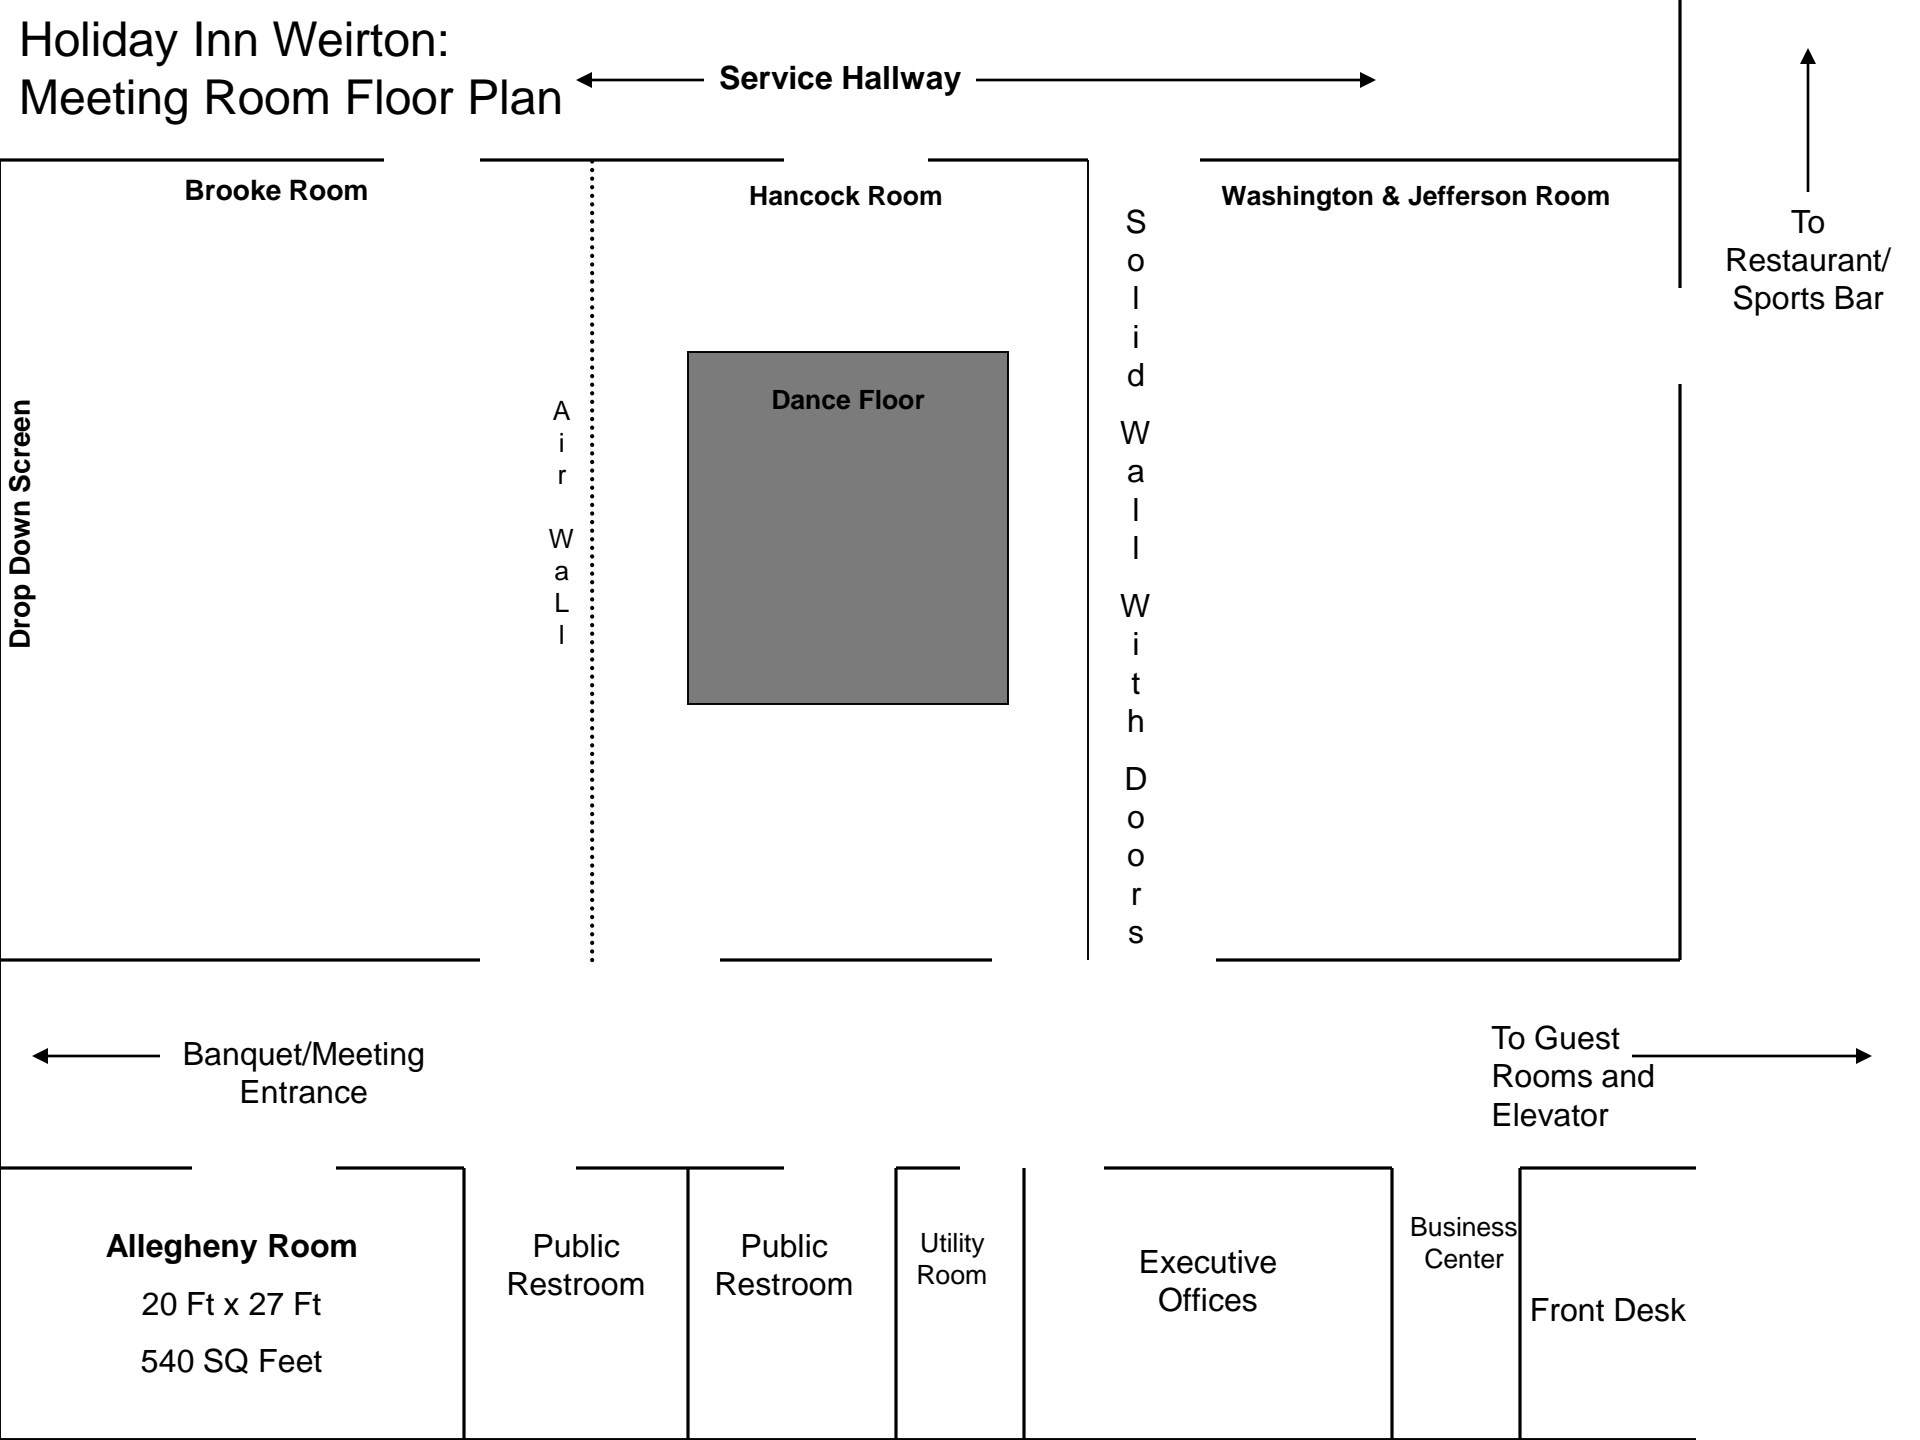 Holiday Inn Weirton:
Meeting Room Floor Plan
Service Hallway
Brooke Room
Hancock Room
Washington & Jefferson Room
To
Restaurant/
Sports Bar
Drop Down Screen
A
i
r
W
a
L
l
Dance Floor
S
o
l
i
d
W
a
l
l
W
i
t
h
D
o
o
r
s
Banquet/Meeting
Entrance
To Guest
Rooms and
Elevator
Allegheny Room
20 Ft x 27 Ft
540 SQ Feet
Public
Restroom
Public
Restroom
Utility
Room
Executive
Offices
Business
Center
Front Desk